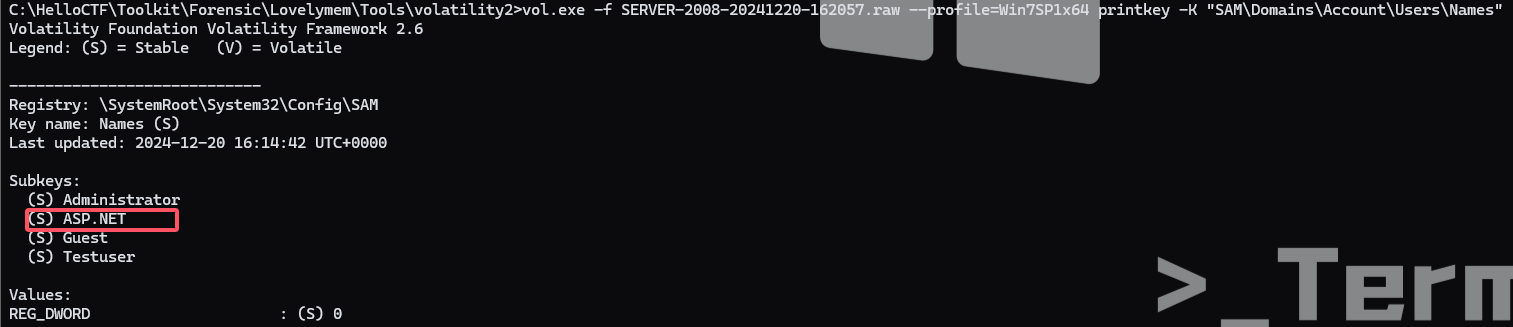 C:\HelloCTF\Toolkit\Forensic\Lovelymem\Tools\volatility2>vol.exe -f SERVER-2008-20241220-162057.raw --profile=Win7SP1x64 printkey -K "SAM\Domains\Account\Users\Names"
Volatility Foundation Volatility Framework 2.6
Legend: (S) = Stable   (V) = Volatile
----------------------------
Registry: \SystemRoot\System32\Config\SAM
Key name: Names (S)
Last updated: 2024-12-20 16:14:42 UTC+0000
Subkeys:
  (S) Administrator
  (S) ASP.NET
  (S) Guest
  (S) Testuser
Values:
REG_DWORD                     : (S) 0
>_Term